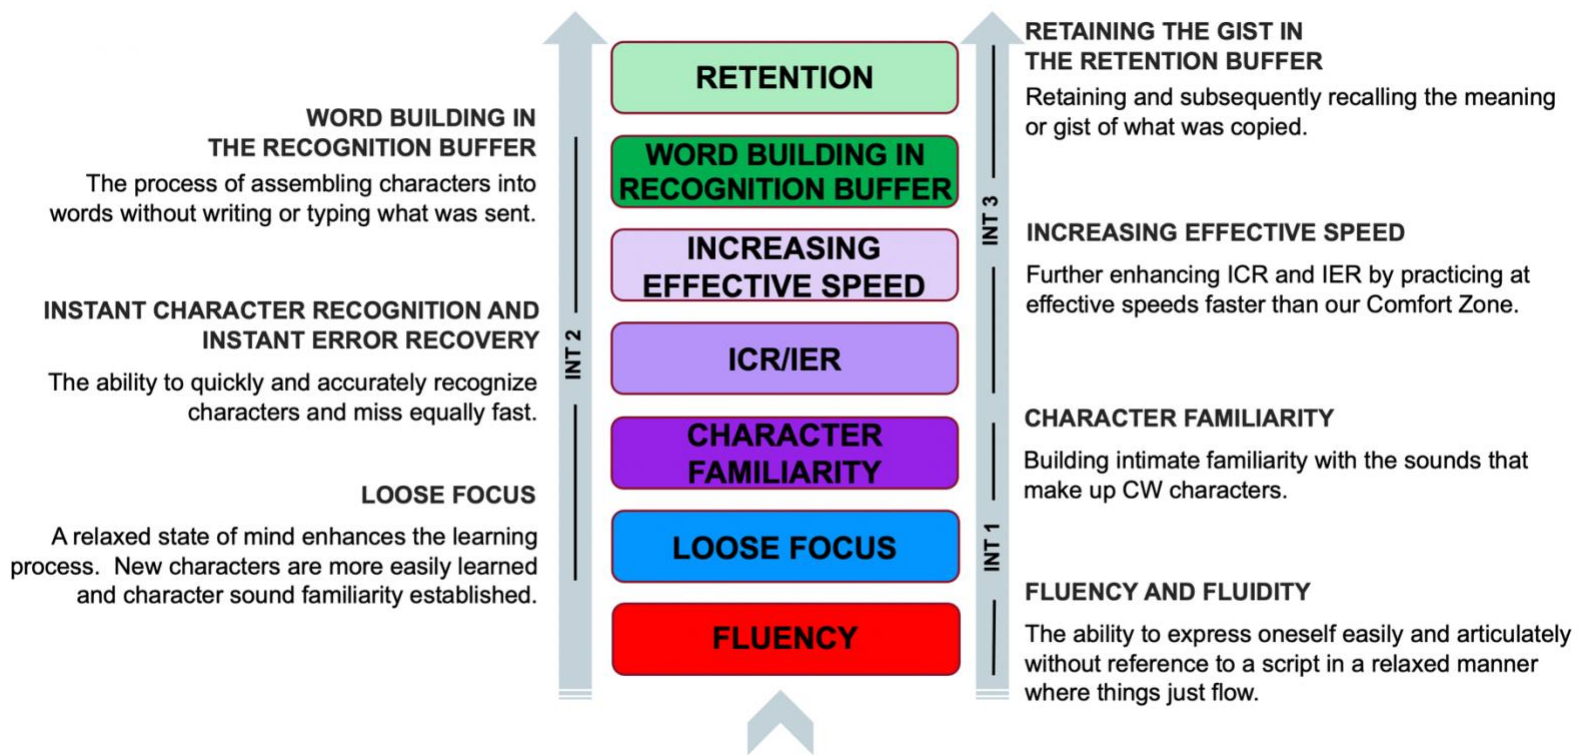 RETAINING THE GIST IN
THE RETENTION BUFFER
Retaining and subsequently recalling the meaning
or gist of what was copied.
RETENTION
WORD BUILDING IN
THE RECOGNITION BUFFER
The process of assembling characters into
words without writing or typing what was sent.
WORD BUILDING IN
RECOGNITION BUFFER
INT 3
INCREASING EFFECTIVE SPEED
Further enhancing ICR and IER by practicing at
effective speeds faster than our Comfort Zone.
INCREASING
EFFECTIVE SPEED
INSTANT CHARACTER RECOGNITION AND
INSTANT ERROR RECOVERY
The ability to quickly and accurately recognize
characters and miss equally fast.
INT 2
ICR/IER
CHARACTER FAMILIARITY
Building intimate familiarity with the sounds that
make up CW characters.
CHARACTER
FAMILIARITY
LOOSE FOCUS
A relaxed state of mind enhances the learning
process.  New characters are more easily learned
and character sound familiarity established.
LOOSE FOCUS
INT 1
FLUENCY AND FLUIDITY
The ability to express oneself easily and articulately
without reference to a script in a relaxed manner
where things just flow.
FLUENCY